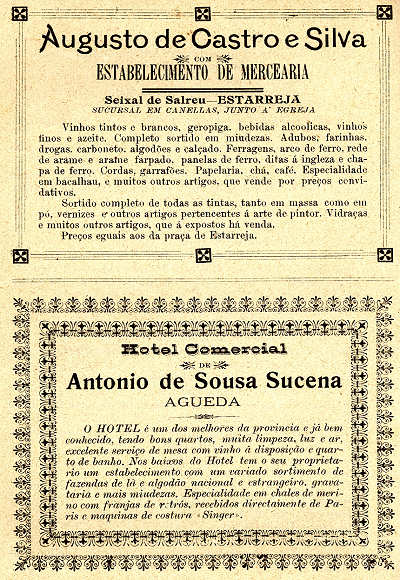 Augusto de Castro e Silva
COM
ESTABELECIMENTO DE MERCEARIA
Seixal de Salreu—ESTARREJA
SUCURSAL EM CANELLAS, JUNTO A' EGREJA
Vinhos tintos e brancos, geropiga, bebidas alcooficas, vinhos
finos e azeite. Completo sortido em miudezas. Adubos, farinhas,
drogas, carboneto, algodões e calçado. Ferragens, arco de ferro, rede
de arame e arame farpado, panelas de ferro, ditas á ingleza e cha-
pa de ferro. Cordas, garrafões. Papelaria, chá, café. Especialidade
em bacalhau, e muitos outros artigos, que vende por preços convi-
dativos.
Sortido completo de todas as tintas, tanto em massa como em
pó, vernizes e outros artigos pertencentes á arte de pintor. Vidraças
e muitos outros artigos, que á expostos há venda.
Preços eguais aos da praça de Estarreja.
Hotel Comercial
DE
Antonio de Sousa Sucena
AGUEDA
O HOTEL é um dos melhores da provincia e já bem
conhecido, tendo bons quartos, muita limpeza, luz e ar,
excelente serviço de mesa com vinho á disposição e quar-
to de banho. Nos baixos do Hotel tem o seu proprieta-
rio um estabelecimento com um variado sortimento de
fazendas de lã e algodão nacional e estrangeiro, grava-
taria e mais miudezas. Especialidade em chales de meri-
no com franjas de retrós, recebidos directamente de Pa-
ris e maquinas de costura «Singer».